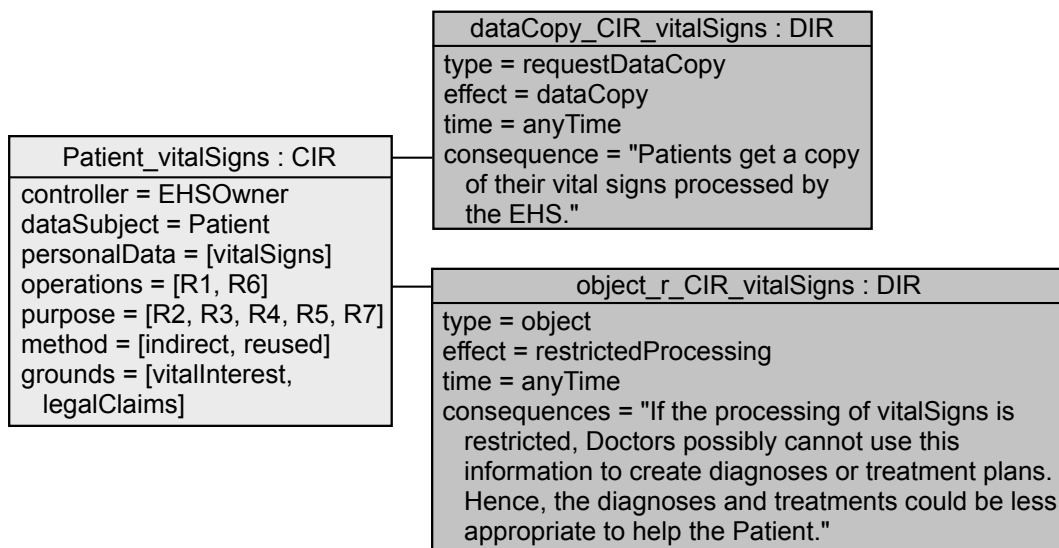 dataCopy_CIR_vitalSigns : DIR
type = requestDataCopy
effect = dataCopy
time = anyTime
consequence = "Patients get a copy
of their vital signs processed by
the EHS."
Patient_vitalSigns : CIR
controller = EHSOwner
dataSubject = Patient
personalData = [vitalSigns]
operations = [R1, R6]
purpose = [R2, R3, R4, R5, R7]
method = [indirect, reused]
grounds = [vitalInterest,
legalClaims]
object_r_CIR_vitalSigns : DIR
type = object
effect = restrictedProcessing
time = anyTime
consequences = "If the processing of vitalSigns is
restricted, Doctors possibly cannot use this
information to create diagnoses or treatment plans.
Hence, the diagnoses and treatments could be less
appropriate to help the Patient."